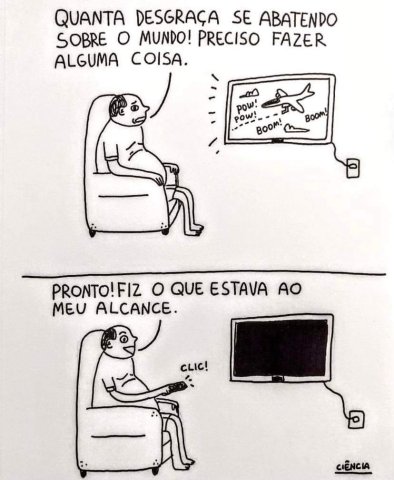 QUANTA DESGRAÇA SE ABATENDO
SOBRE O MUNDO! PRECISO FAZER
ALGUMA COISA.
POW!
POW!
BOOM!
BOOM!
PRONTO! FIZ O QUE ESTAVA AO
MEU ALCANCE.
CLIC!
CIÊNCIA